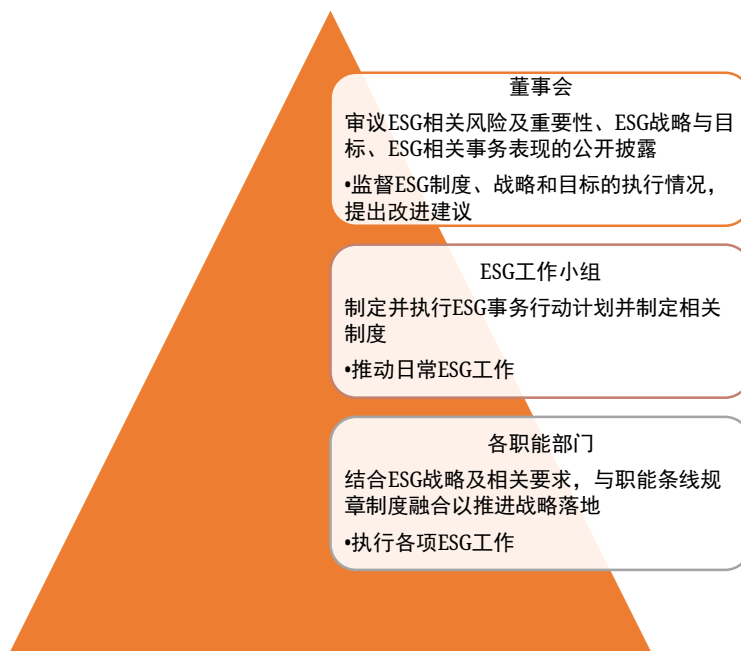 董事会
审议ESG相关风险及重要性、ESG战略与目
标、ESG相关事务表现的公开披露
•监督ESG制度、战略和目标的执行情况，
提出改进建议
ESG工作小组
制定并执行ESG事务行动计划并制定相关
制度
•推动日常ESG工作
各职能部门
结合ESG战略及相关要求，与职能条线规
章制度融合以推进战略落地
•执行各项ESG工作